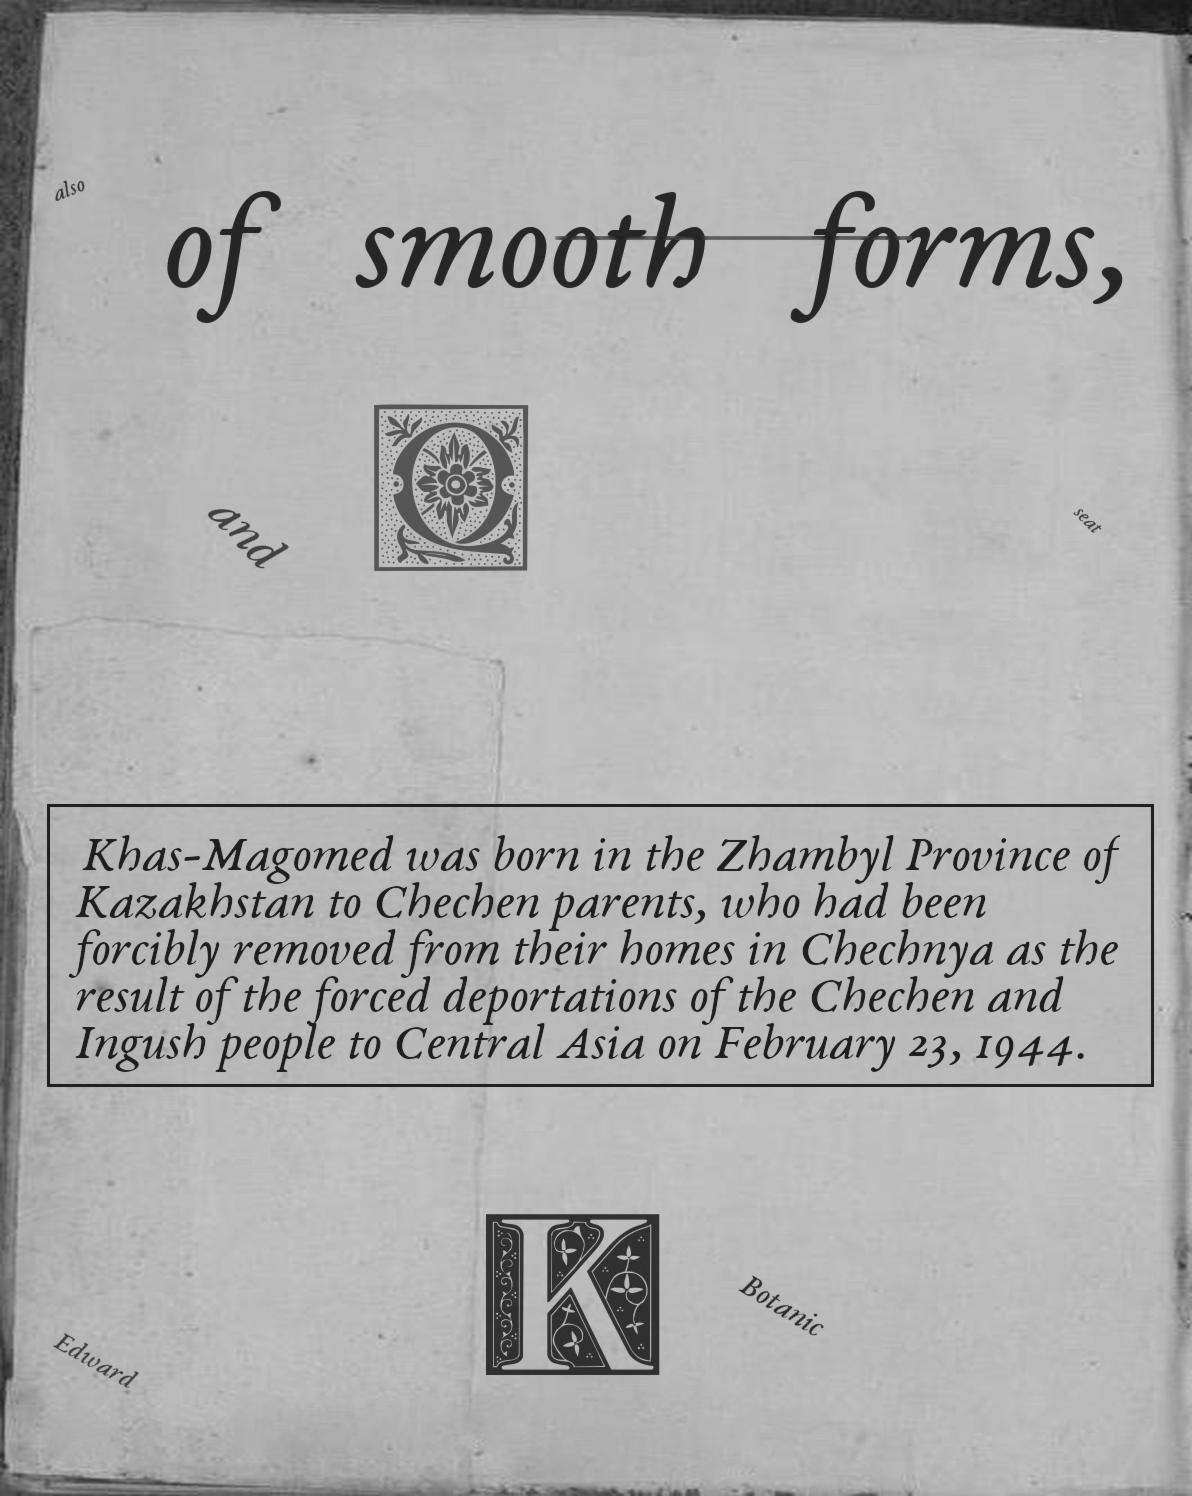 also
of smooth forms,
Q
and
seat
Khas-Magomed was born in the Zhambyl Province of
Kazakhstan to Chechen parents, who had been
forcibly removed from their homes in Chechnya as the
result of the forced deportations of the Chechen and
Ingush people to Central Asia on February 23, 1944.
K
Botanic
Edward